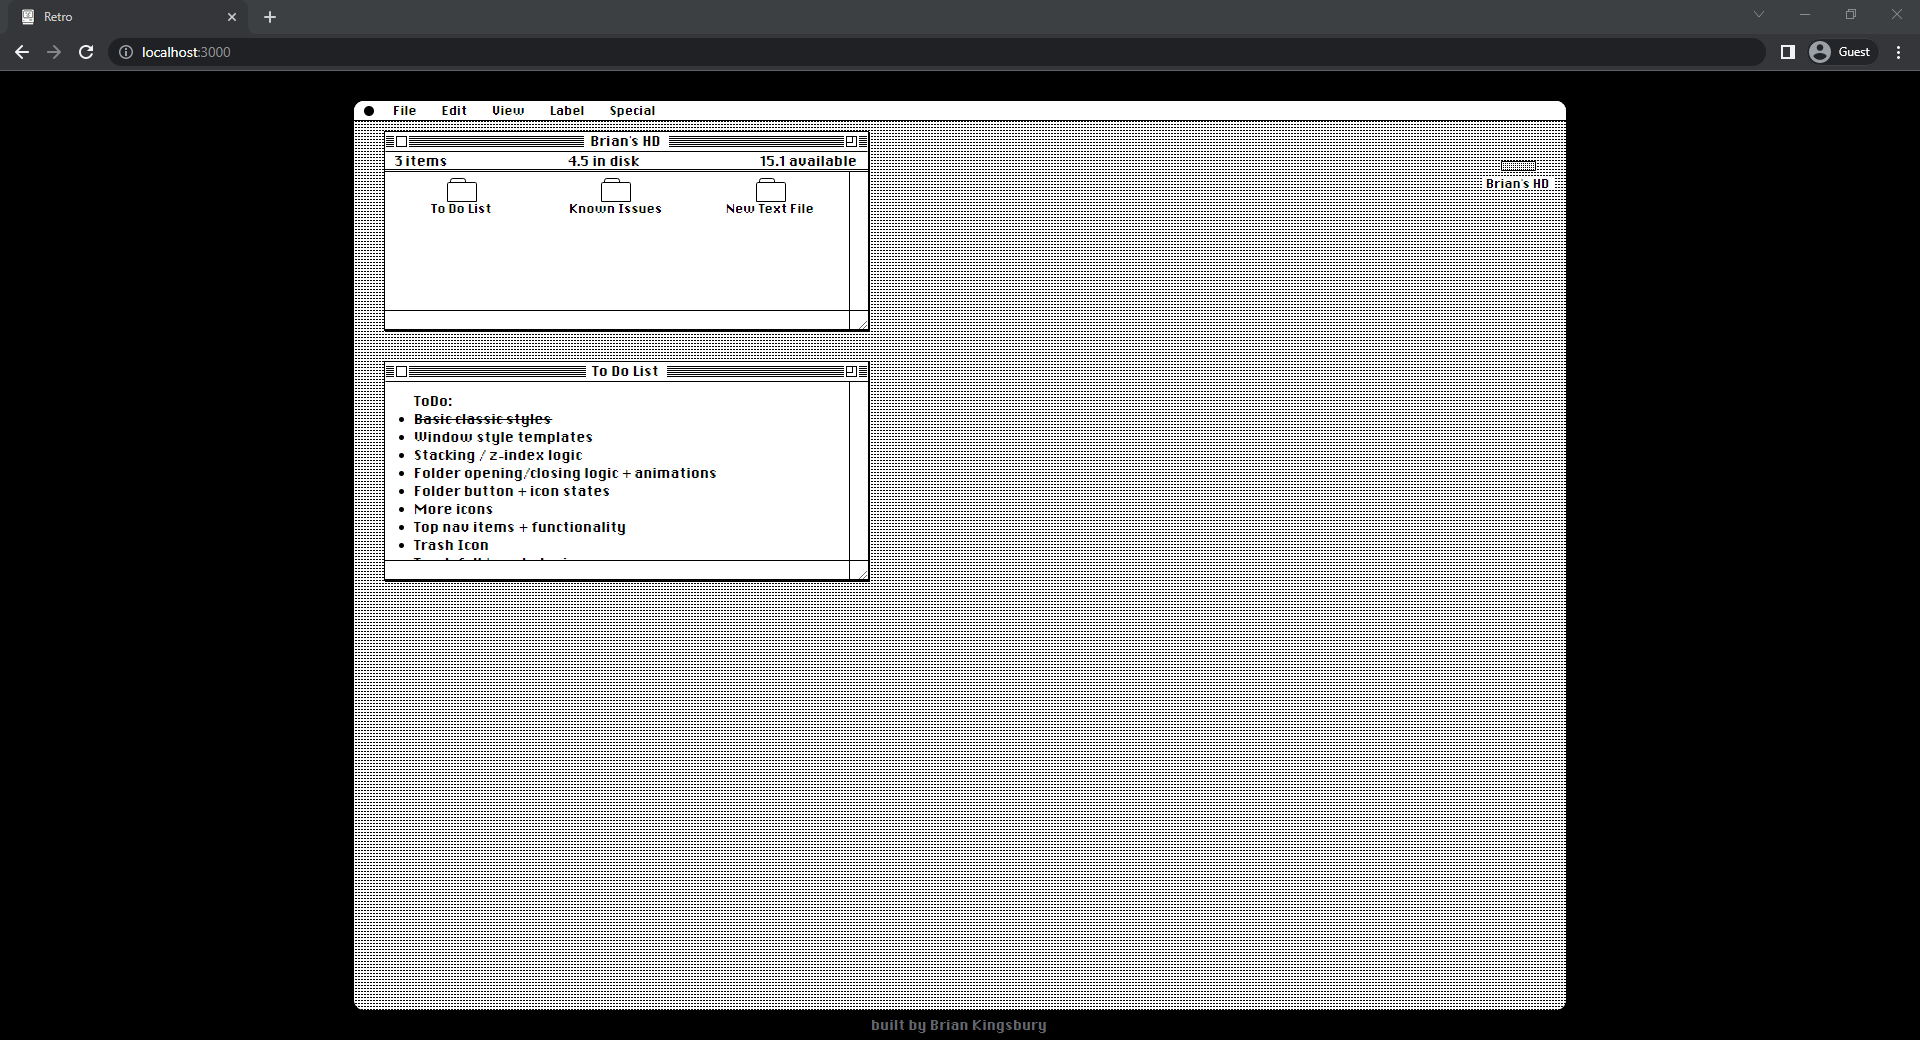 Retro
localhost:3000
Guest
File Edit View Label Special
Brian's HD
3 items 4.5 in disk 15.1 available
To Do List Known Issues New Text File
Brian's HD
To Do List
ToDo:
Basic classic styles
Window style templates
Stacking / z-index logic
Folder opening/closing logic + animations
Folder button + icon states
More icons
Top nav items + functionality
Trash Icon
built by Brian Kingsbury